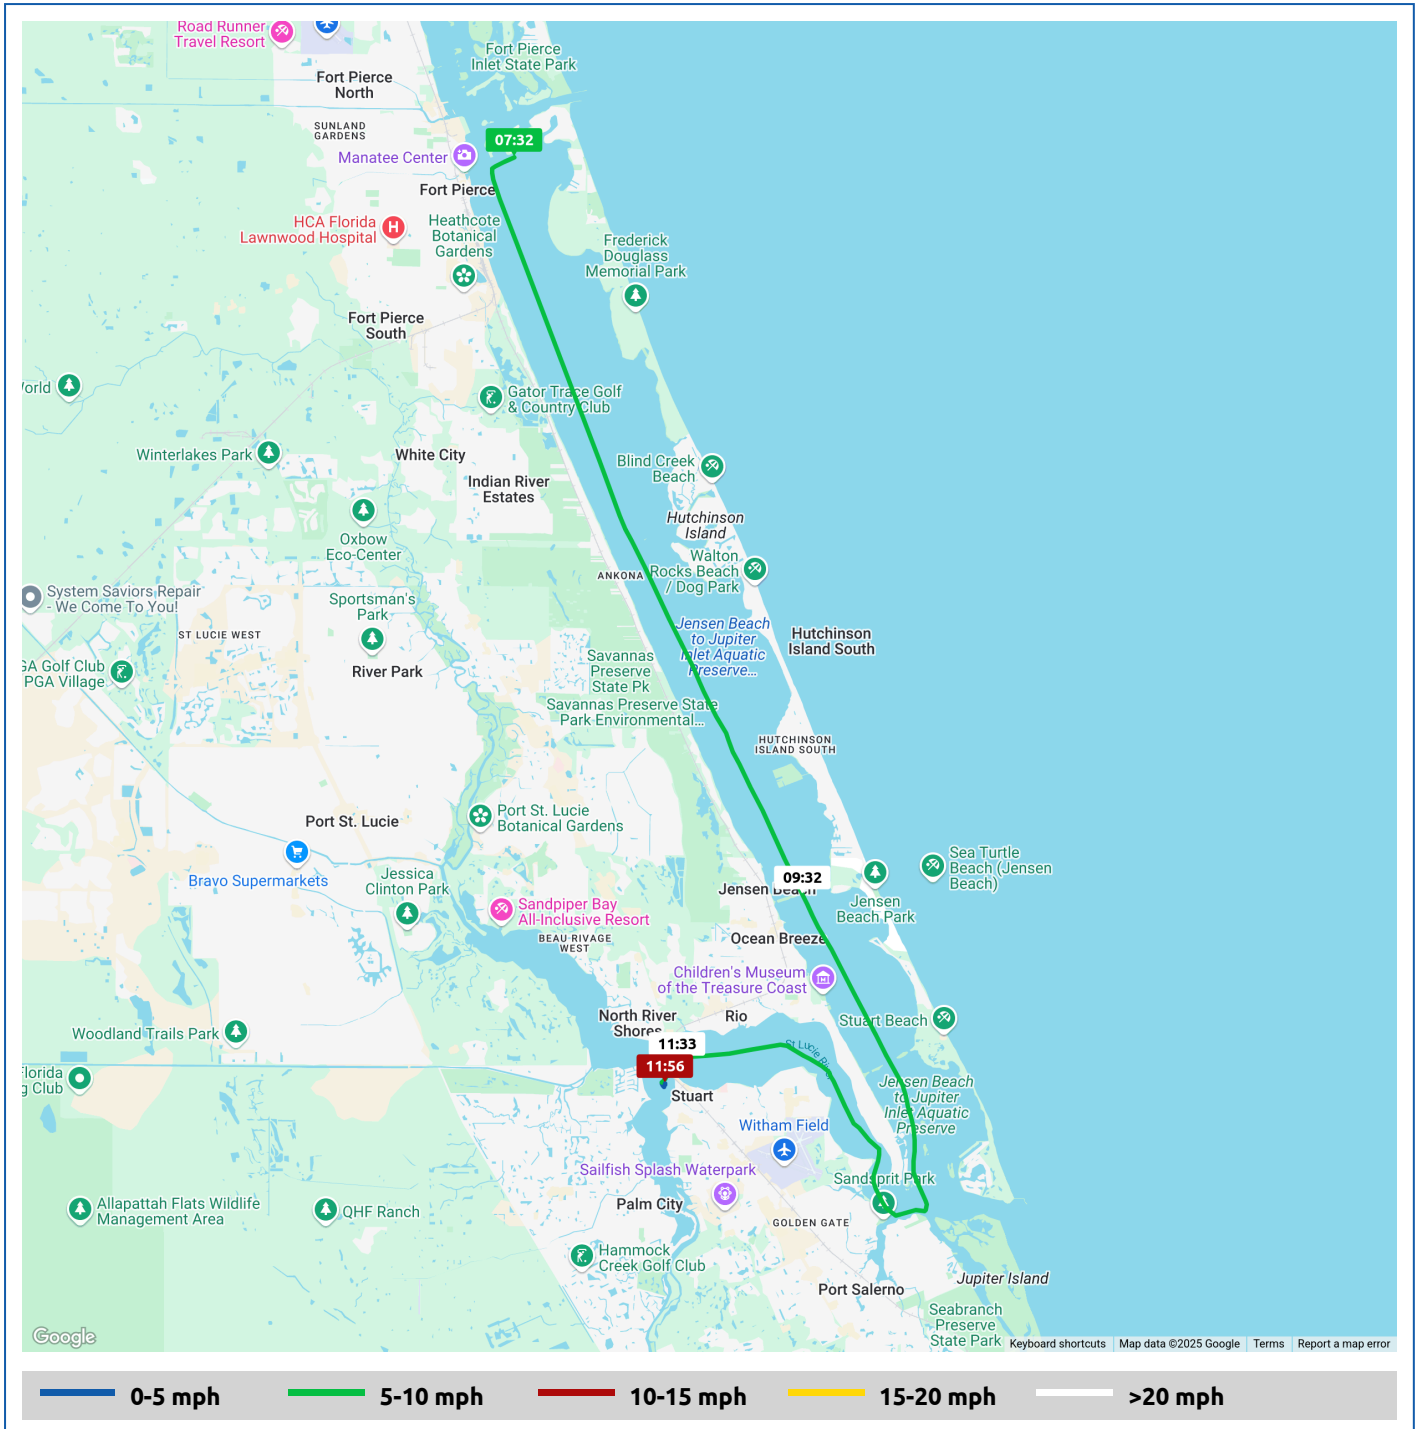 Road Runner
Travel Resort
Fort Pierce
Inlet State Park
Fort Pierce
North
SUNLAND
GARDENS
07:32
Manatee Center
Fort Pierce
HCA Florida
Lawnwood Hospital
H
Heathcote
Botanical
Gardens
Frederick
Douglass
Memorial Park
Fort Pierce
South
orld
Gator Trace Golf
& Country Club
Winterlakes Park
White City
Blind Creek
Beach
Indian River
Estates
Hutchinson
Island
Oxbow
Eco-Center
Walton
Rocks Beach
/ Dog Park
ANKONA
System Saviors Repair
- We Come To You!
Sportsman's
Park
ST LUCIE WEST
Jensen Beach
to Jupiter
Inlet Aquatic
Preserve...
Hutchinson
Island South
GA Golf Club
PGA Village
River Park
Savannas
Preserve
State Pk
Savannas Preserve State
Park Environmental...
HUTCHINSON
ISLAND SOUTH
Port St. Lucie
Port St. Lucie
Botanical Gardens
Bravo Supermarkets
Jessica
Clinton Park
09:32
Jensen Beach
Sea Turtle
Beach (Jensen
Beach)
Jensen
Beach Park
Sandpiper Bay
All-Inclusive Resort
BEAU RIVAGE
WEST
Ocean Breeze
Children's Museum
of the Treasure Coast
Woodland Trails Park
North River
Shores
Rio
Stuart Beach
11:33
St Lucie River
11:56
Florida
g Club
Stuart
Jensen Beach
to Jupiter
Inlet Aquatic
Preserve
Witham Field
Sailfish Splash Waterpark
Sandsprit Park
Allapattah Flats Wildlife
Management Area
QHF Ranch
Palm City
GOLDEN GATE
Hammock
Creek Golf Club
Port Salerno
Jupiter Island
Seabranch
Preserve
State Park
Google
Keyboard shortcuts
Map data ©2025 Google
Terms
Report a map error
0-5 mph
5-10 mph
10-15 mph
15-20 mph
>20 mph